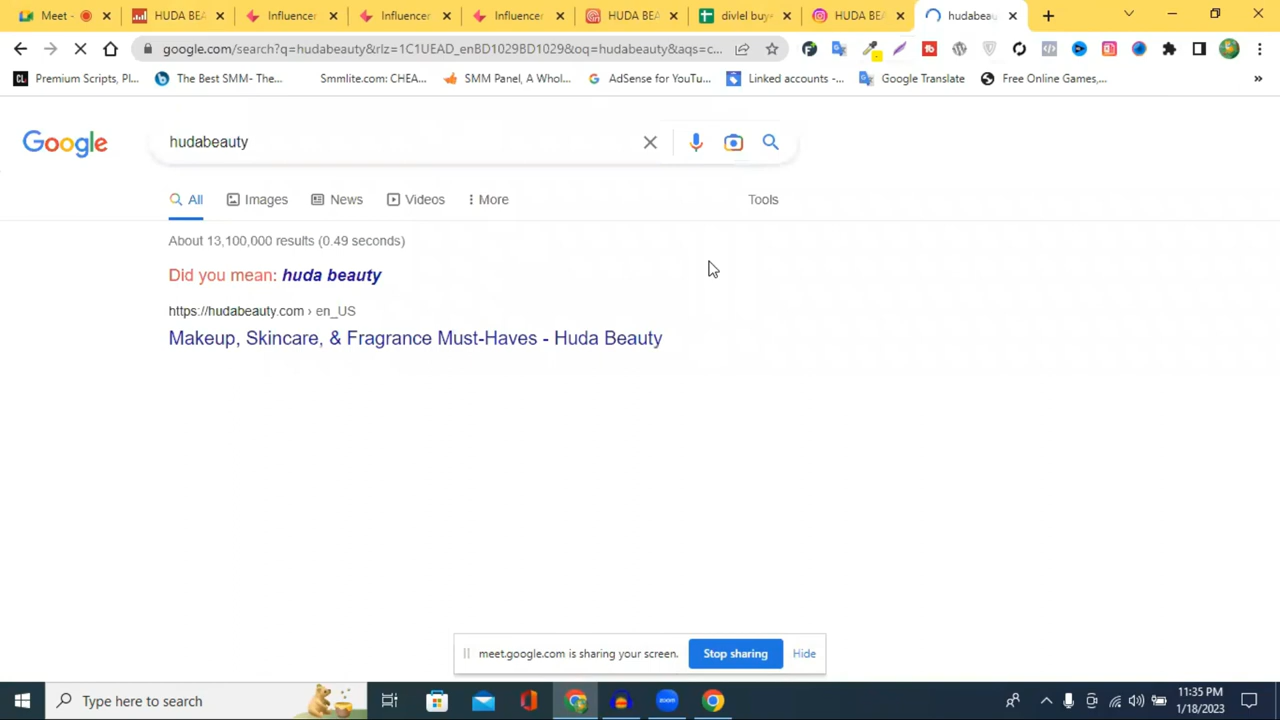 Meet -
HUDA BEA
Influencer
Influencer
Influencer
HUDA BE
divlel buye
HUDA BEA
hudabeau
google.com/search?q=hudabeauty&rlz=1C1UEAD_enBD1029BD1029&oq=hudabeauty&aqs=c...
CL Premium Scripts, Pl...
The Best SMM- The...
Smmlite.com: CHEA...
SMM Panel, A Whol...
AdSense for YouTu...
Linked accounts -...
Google Translate
Free Online Games,...
Google
hudabeauty
All
Images
News
Videos
More
Tools
About 13,100,000 results (0.49 seconds)
Did you mean: huda beauty
https://hudabeauty.com › en_US
Makeup, Skincare, & Fragrance Must-Haves - Huda Beauty
meet.google.com is sharing your screen.
Stop sharing
Hide
Type here to search
zoom
11:35 PM
1/18/2023